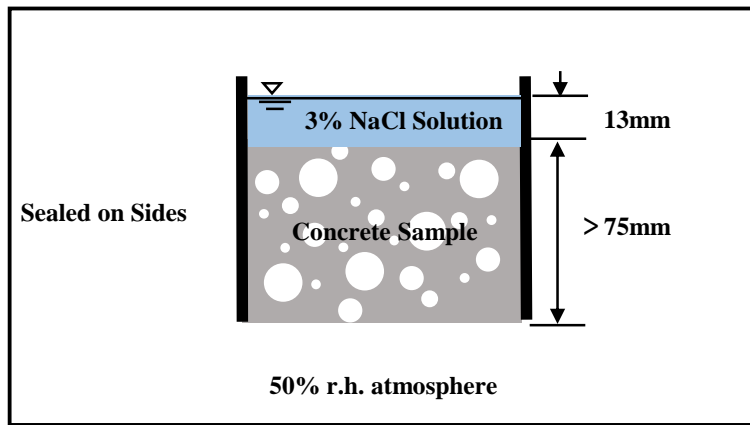 3% NaCl Solution
13mm
Sealed on Sides
Concrete Sample
>75mm
50% r.h. atmosphere